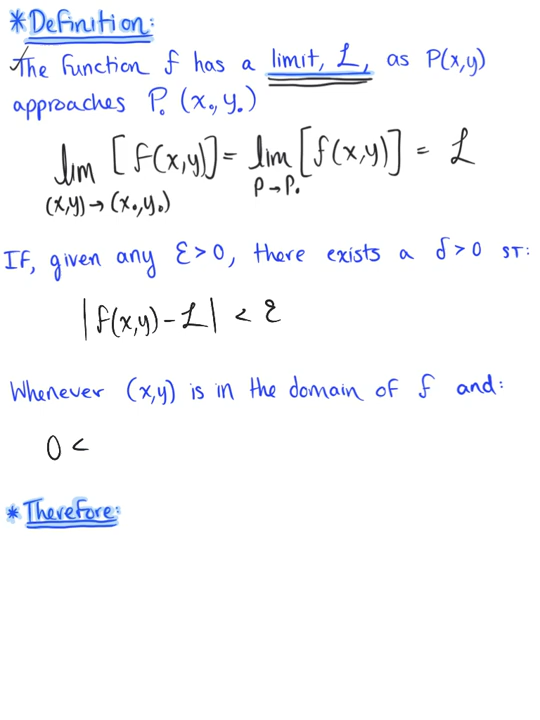 *Definition:
The function f has a limit, L, as P(x,y)
approaches P₀ (x₀,y₀)
lim [f(x,y)] = lim [f(x,y)] = L
(x,y)→(x₀,y₀) P→P₀
If, given any ε>0, there exists a δ>0 ST:
|f(x,y)-L| < ε
Whenever (x,y) is in the domain of f and:
0 <
*Therefore: